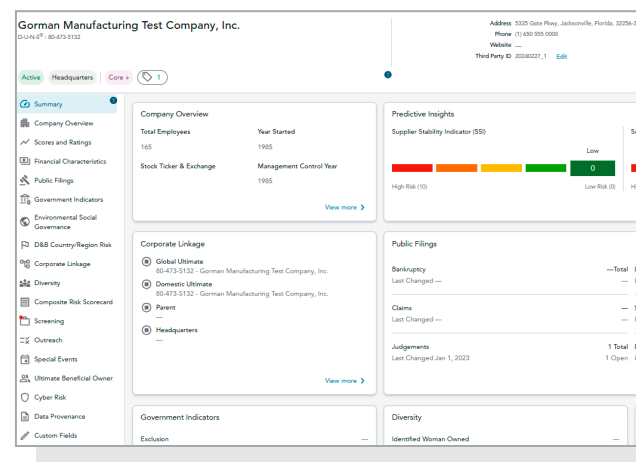 Gorman Manufacturing Test Company, Inc.
D-U-N-S® : 80-473-5132
Address 5335 Gate Pkwy, Jacksonville, Florida, 32256-3
Phone (1) 650 555 0000
Website —
Third Party ID 20240227_1 Edit
Active Headquarters Core + 1
Summary
Company Overview
Scores and Ratings
Financial Characteristics
Public Filings
Government Indicators
Environmental Social
Governance
D&B Country/Region Risk
Corporate Linkage
Diversity
Composite Risk Scorecard
Screening
Outreach
Special Events
Ultimate Beneficial Owner
Cyber Risk
Data Provenance
Custom Fields
Company Overview
Total Employees Year Started
165 1985
Stock Ticker & Exchange Management Control Year
1985
View more
Predictive Insights
Supplier Stability Indicator (SSI)
Low
0
High Risk (10) Low Risk (0)
Corporate Linkage
Global Ultimate
80-473-5132 - Gorman Manufacturing Test Company, Inc.
Domestic Ultimate
80-473-5132 - Gorman Manufacturing Test Company, Inc.
Parent
—
Headquarters
—
View more
Public Filings
Bankruptcy —Total
Last Changed — —
Claims —
Last Changed — —
Judgements 1 Total
Last Changed Jan 1, 2023 1 Open
Government Indicators
Exclusion —
Diversity
Identified Woman Owned —